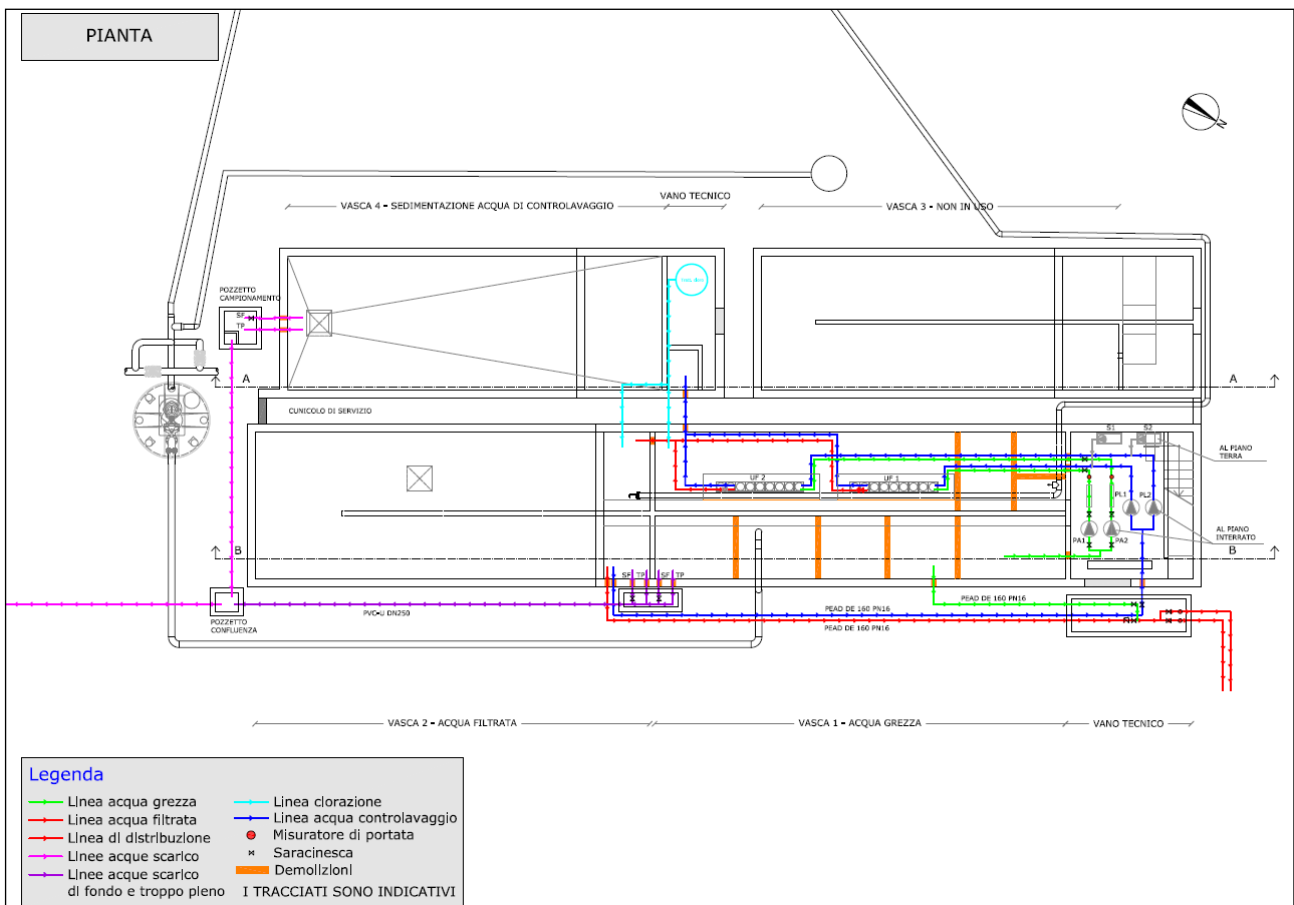 PIANTA
N
VANO TECNICO
VASCA 4 - SEDIMENTAZIONE ACQUA DI CONTROLAVAGGIO
VASCA 3 - NON IN USO
POZZETTO
CAMPIONAMENTO
SF
TP
A
A
CUNICOLO DI SERVIZIO
S1
S2
AL PIANO
TERRA
UF 2
UF 1
PL1
PL2
AL PIANO
INTERRATO
PA1
PA2
B
B
SF
TP
SF
TP
PVC-U DN250
PEAD DE 160 PN16
PEAD DE 160 PN16
PEAD DE 160 PN16
POZZETTO
CONFLUENZA
VASCA 2 - ACQUA FILTRATA
VASCA 1 - ACQUA GREZZA
VANO TECNICO
Legenda
Linea acqua grezza
Linea acqua filtrata
Linea di distribuzione
Linee acque scarico
Linee acque scarico
di fondo e troppo pieno
Linea clorazione
Linea acqua controlavaggio
Misuratore di portata
Saracinesca
Demolizioni
I TRACCIATI SONO INDICATIVI